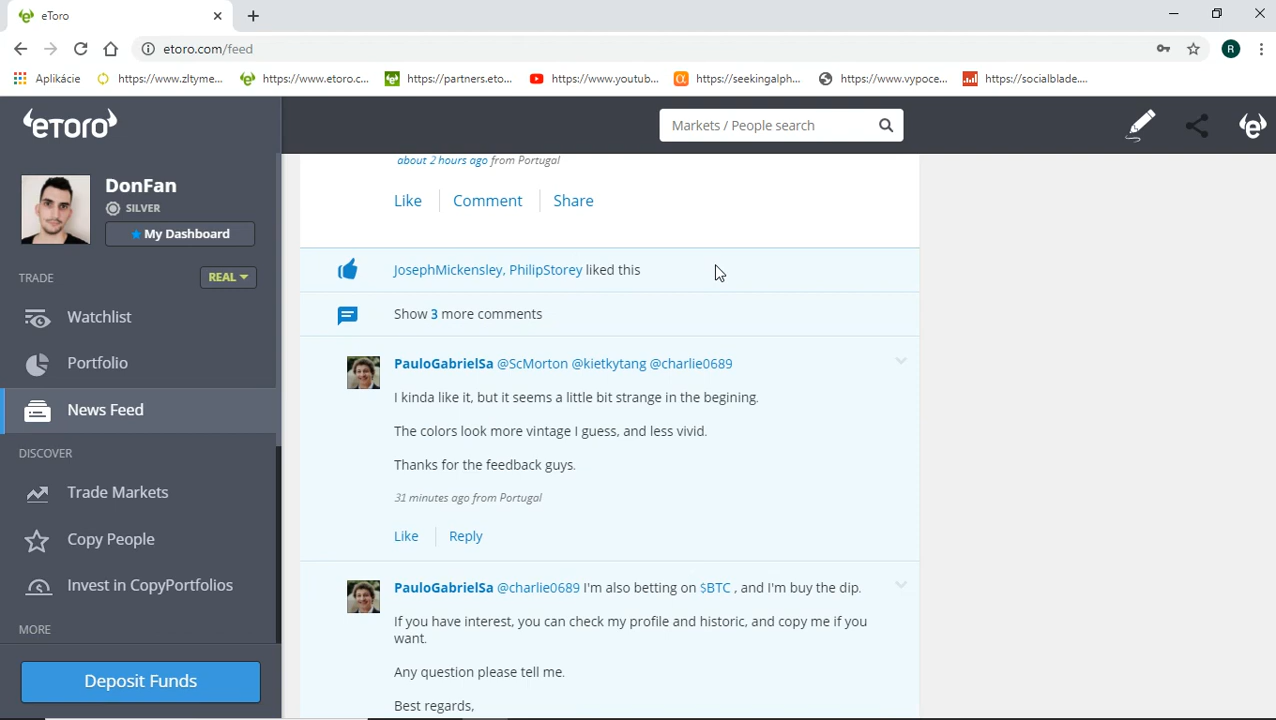 eToro
etoro.com/feed
R
Aplikácie
https://www.zltyme...
https://www.etoro.c...
https://partners.eto...
https://www.youtub...
https://seekingalph...
https://www.vypoce...
https://socialblade....
eToro
Markets / People search
DonFan
SILVER
My Dashboard
TRADE
REAL
Watchlist
Portfolio
News Feed
DISCOVER
Trade Markets
Copy People
Invest in CopyPortfolios
MORE
Deposit Funds
about 2 hours ago from Portugal
Like
Comment
Share
JosephMickensley, PhilipStorey liked this
Show 3 more comments
PauloGabrielSa @ScMorton @kietkytang @charlie0689
I kinda like it, but it seems a little bit strange in the begining.
The colors look more vintage I guess, and less vivid.
Thanks for the feedback guys.
31 minutes ago from Portugal
Like
Reply
PauloGabrielSa @charlie0689 I'm also betting on $BTC , and I'm buy the dip.
If you have interest, you can check my profile and historic, and copy me if you
want.
Any question please tell me.
Best regards,